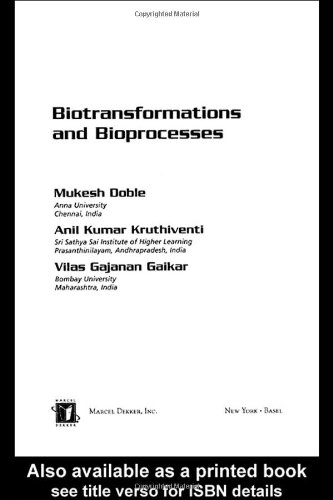 Copyrighted Material
Biotransformations
and Bioprocesses
Mukesh Doble
Anna University
Chennai, India
Anil Kumar Kruthiventi
Sri Sathya Sai Institute of Higher Learning
Prasanthinilayam, Andhrapradesh, India
Vilas Gajanan Gaikar
Bombay University
Maharashtra, India
MARCEL
DEKKER
MARCEL DEKKER, INC.
NEW YORK • BASEL
Copyrighted Material
Also available as a printed book
see title verso for ISBN details